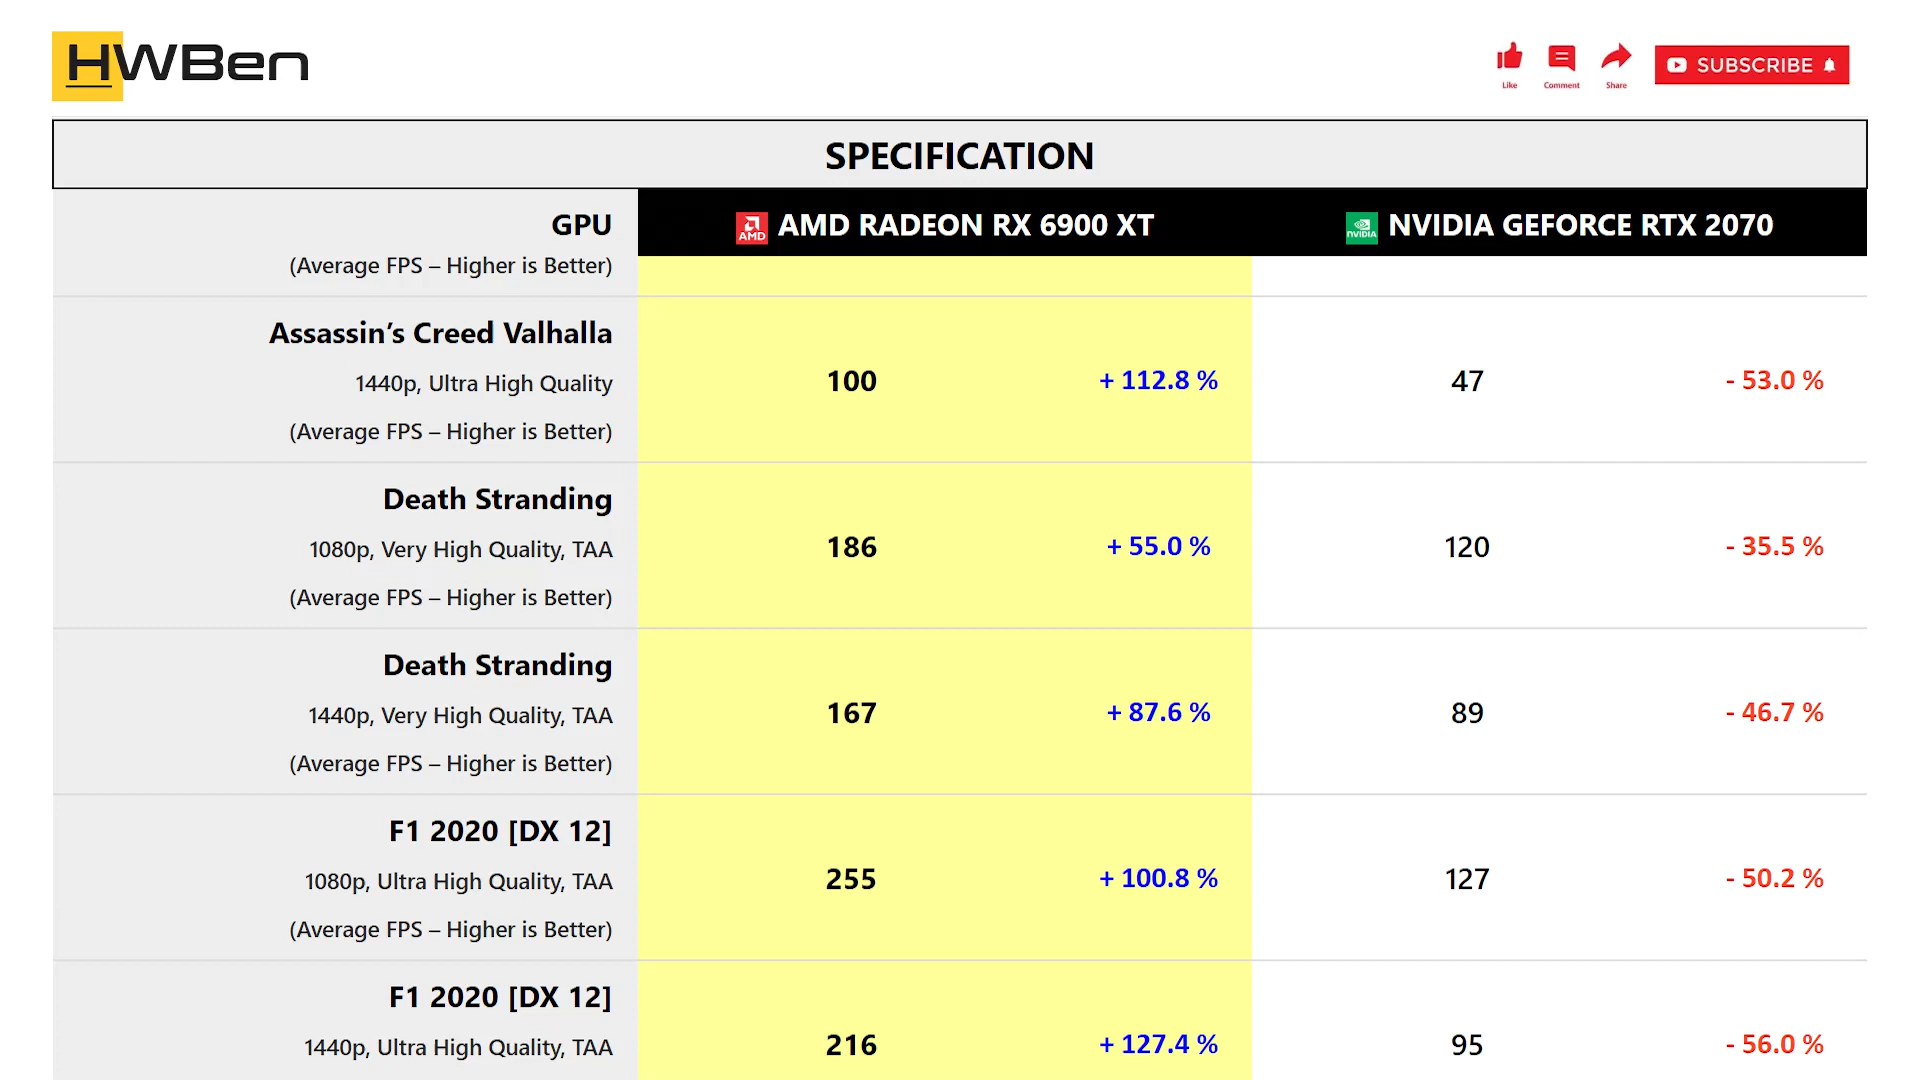 HWBen
Like
Comment
Share
SUBSCRIBE
SPECIFICATION
GPU
AMD AMD RADEON RX 6900 XT
NVIDIA NVIDIA GEFORCE RTX 2070
(Average FPS – Higher is Better)
Assassin’s Creed Valhalla
1440p, Ultra High Quality
(Average FPS – Higher is Better)
100 + 112.8 % 47 - 53.0 %
Death Stranding
1080p, Very High Quality, TAA
(Average FPS – Higher is Better)
186 + 55.0 % 120 - 35.5 %
Death Stranding
1440p, Very High Quality, TAA
(Average FPS – Higher is Better)
167 + 87.6 % 89 - 46.7 %
F1 2020 [DX 12]
1080p, Ultra High Quality, TAA
(Average FPS – Higher is Better)
255 + 100.8 % 127 - 50.2 %
F1 2020 [DX 12]
1440p, Ultra High Quality, TAA
216 + 127.4 % 95 - 56.0 %